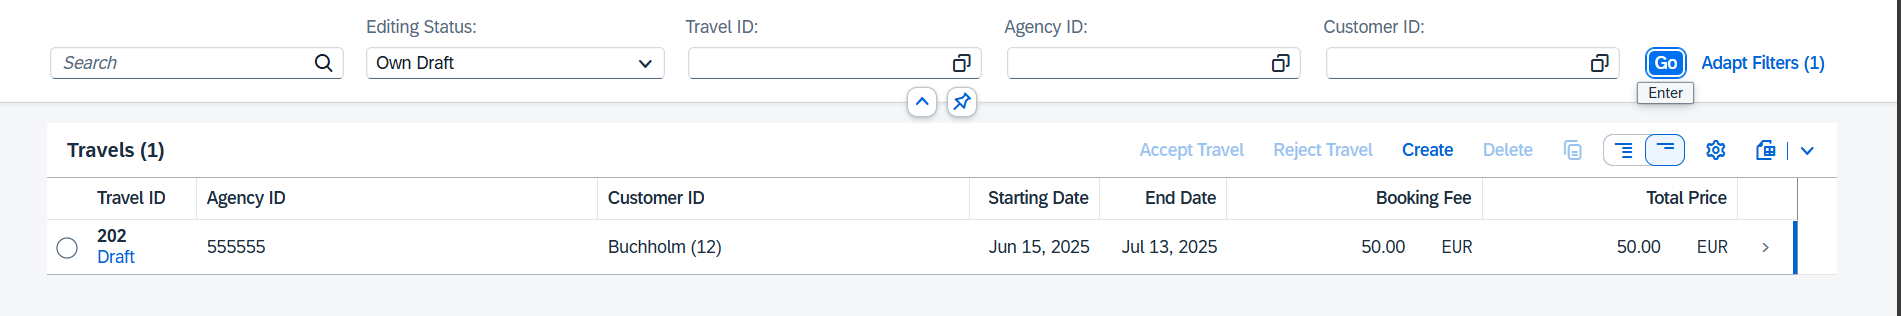 Editing Status: Travel ID: Agency ID: Customer ID:
Search Own Draft Go Adapt Filters (1)
Enter
Travels (1) Accept Travel Reject Travel Create Delete
Travel ID Agency ID Customer ID Starting Date End Date Booking Fee Total Price
202
Draft
555555 Buchholm (12) Jun 15, 2025 Jul 13, 2025 50.00 EUR 50.00 EUR